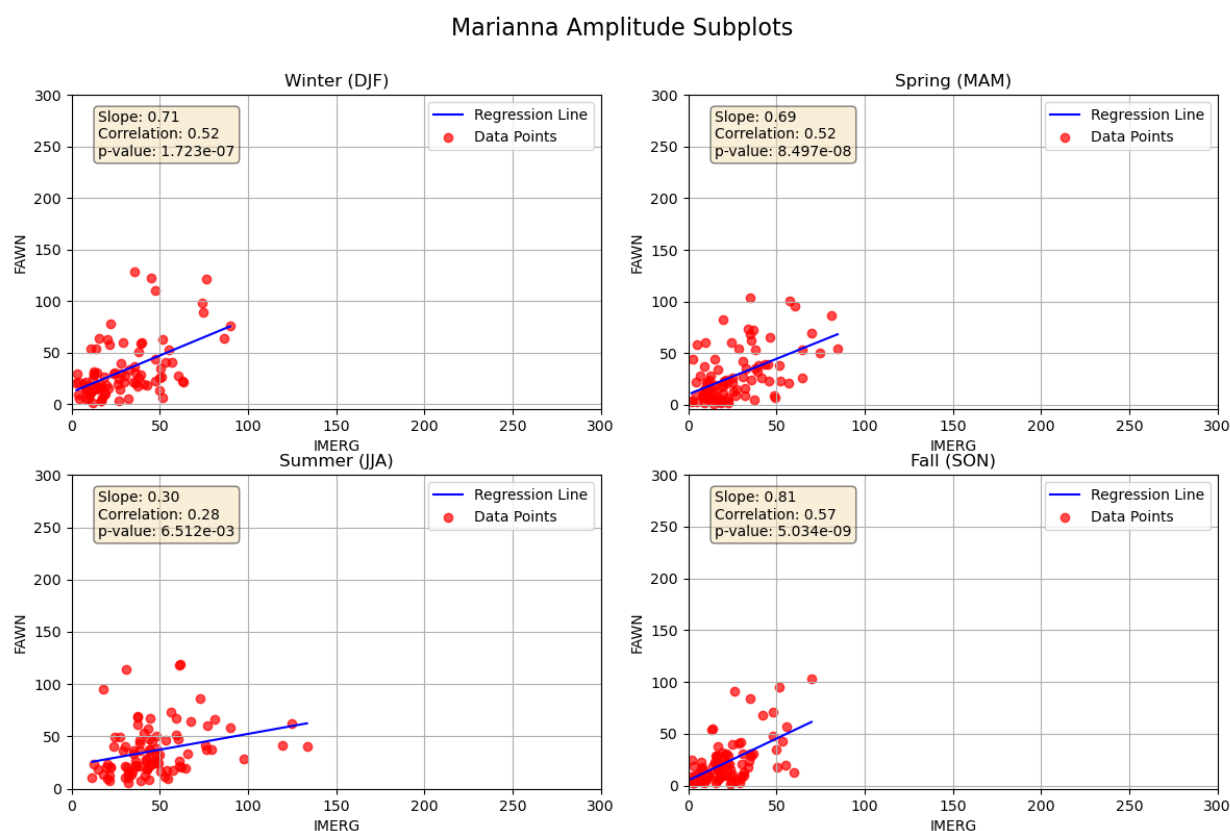 Marianna Amplitude Subplots
Winter (DJF)
300
250
200
150
100
50
0
FAWN
Slope: 0.71
Correlation: 0.52
p-value: 1.723e-07
Regression Line
Data Points
0 50 100 150 200 250 300
IMERG
Spring (MAM)
300
250
200
150
100
50
0
FAWN
Slope: 0.69
Correlation: 0.52
p-value: 8.497e-08
Regression Line
Data Points
0 50 100 150 200 250 300
IMERG
Summer (JJA)
300
250
200
150
100
50
0
FAWN
Slope: 0.30
Correlation: 0.28
p-value: 6.512e-03
Regression Line
Data Points
0 50 100 150 200 250 300
IMERG
Fall (SON)
300
250
200
150
100
50
0
FAWN
Slope: 0.81
Correlation: 0.57
p-value: 5.034e-09
Regression Line
Data Points
0 50 100 150 200 250 300
IMERG